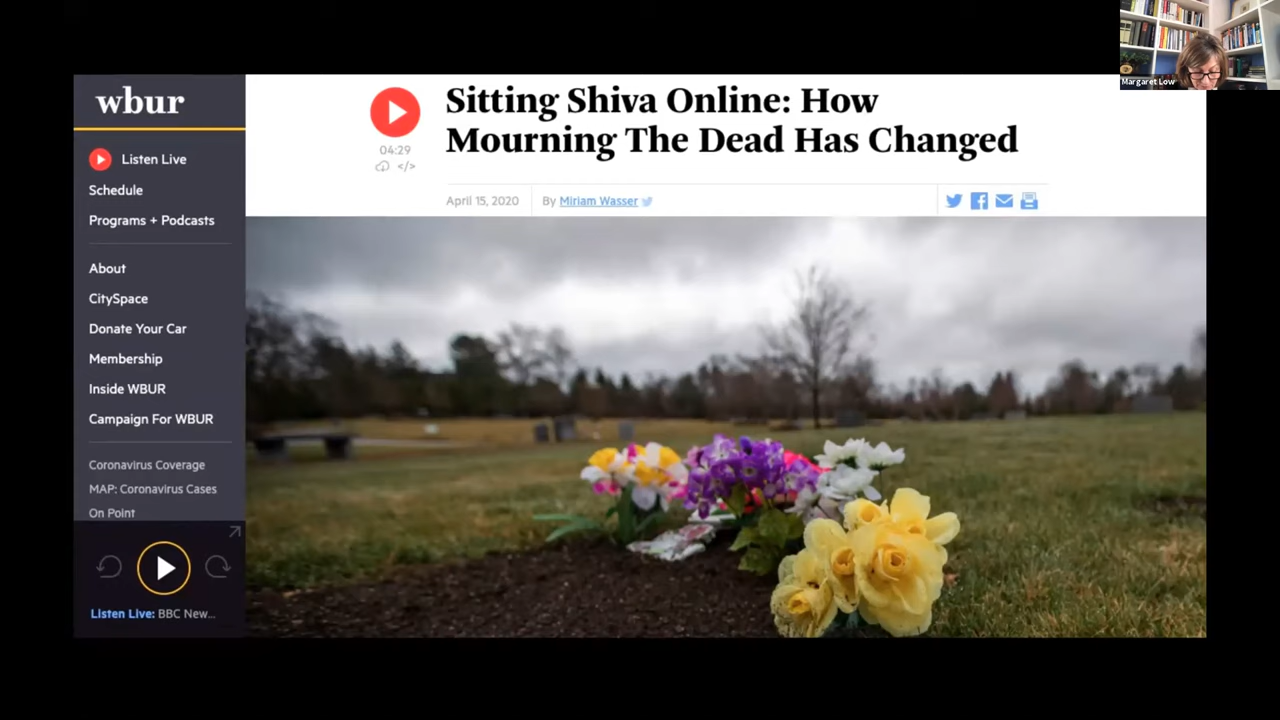 Margaret Low
wbur
Listen Live
Schedule
Programs + Podcasts
About
CitySpace
Donate Your Car
Membership
Inside WBUR
Campaign For WBUR
Coronavirus Coverage
MAP: Coronavirus Cases
On Point
Listen Live: BBC New...
04:29
</>
Sitting Shiva Online: How
Mourning The Dead Has Changed
April 15, 2020
By Miriam Wasser